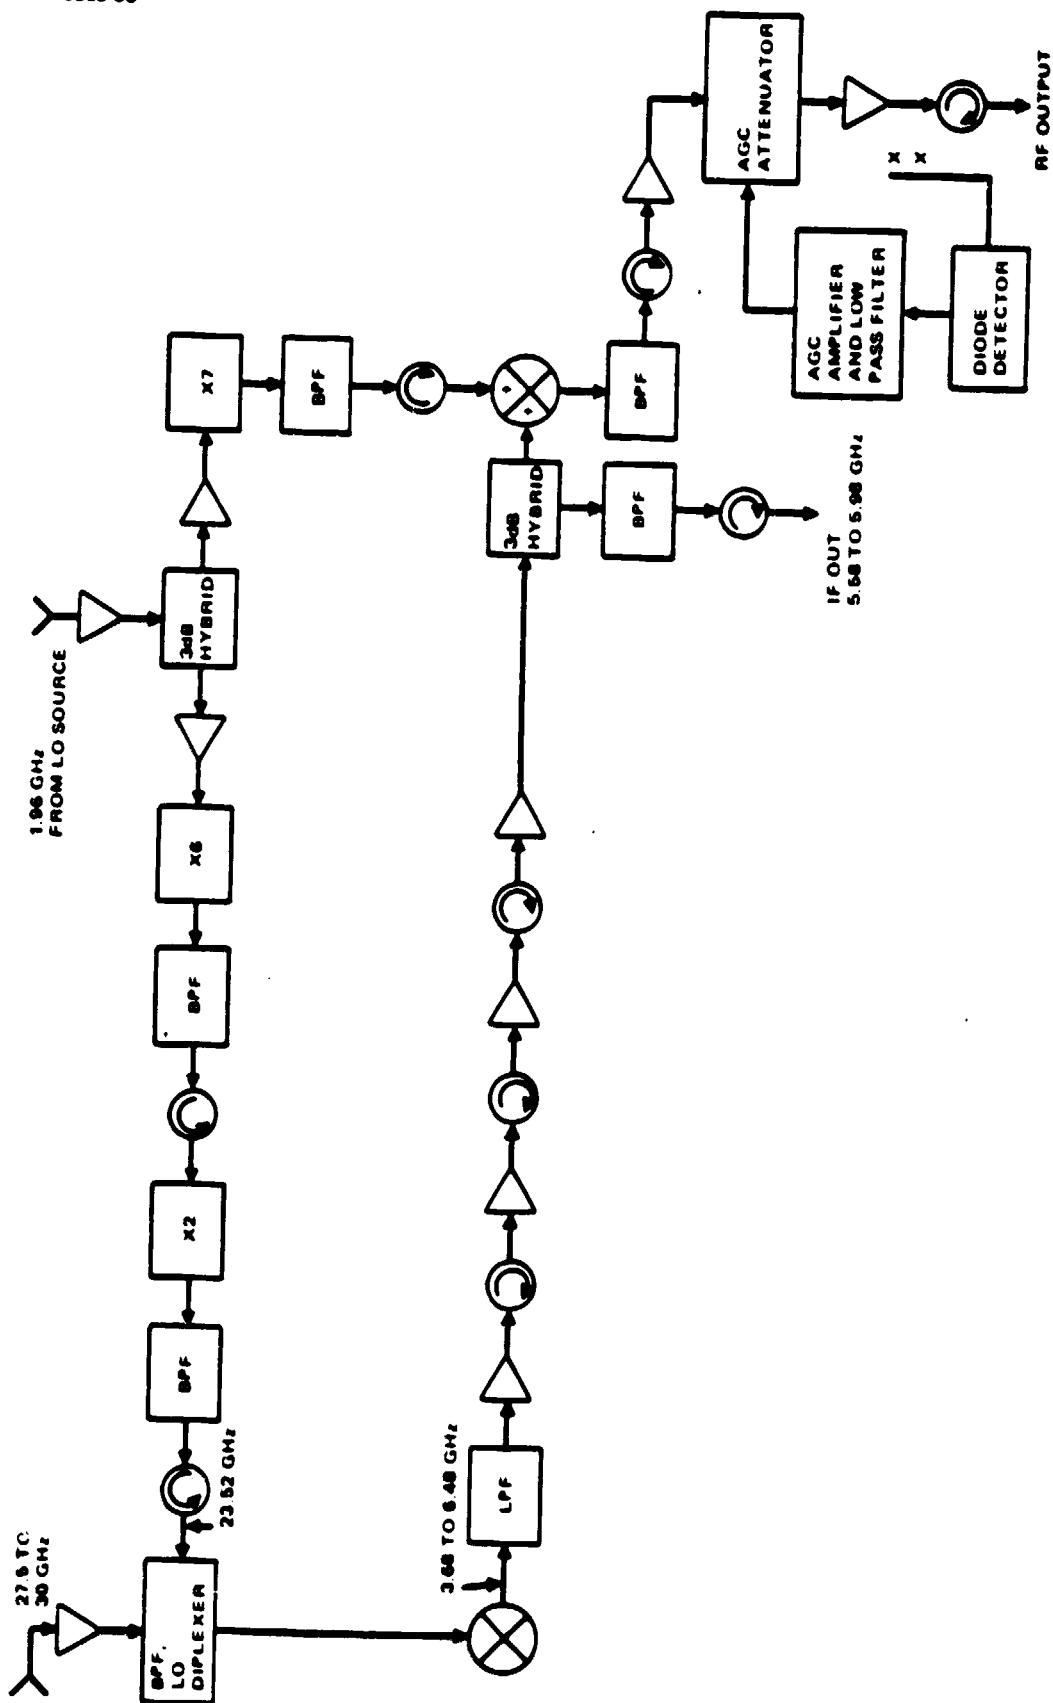 27.5 TO
30 GHz
BPF,
LO
DIPLEXER
23.52 GHz
BPF
X2
BPF
X6
1.96 GHz
FROM LO SOURCE
3dB
HYBRID
X7
BPF
3.68 TO 6.48 GHz
LPF
3dB
HYBRID
BPF
IF OUT
5.58 TO 5.98 GHz
BPF
AGC
ATTENUATOR
AGC
AMPLIFIER
AND LOW
PASS FILTER
DIODE
DETECTOR
X X
RF OUTPUT